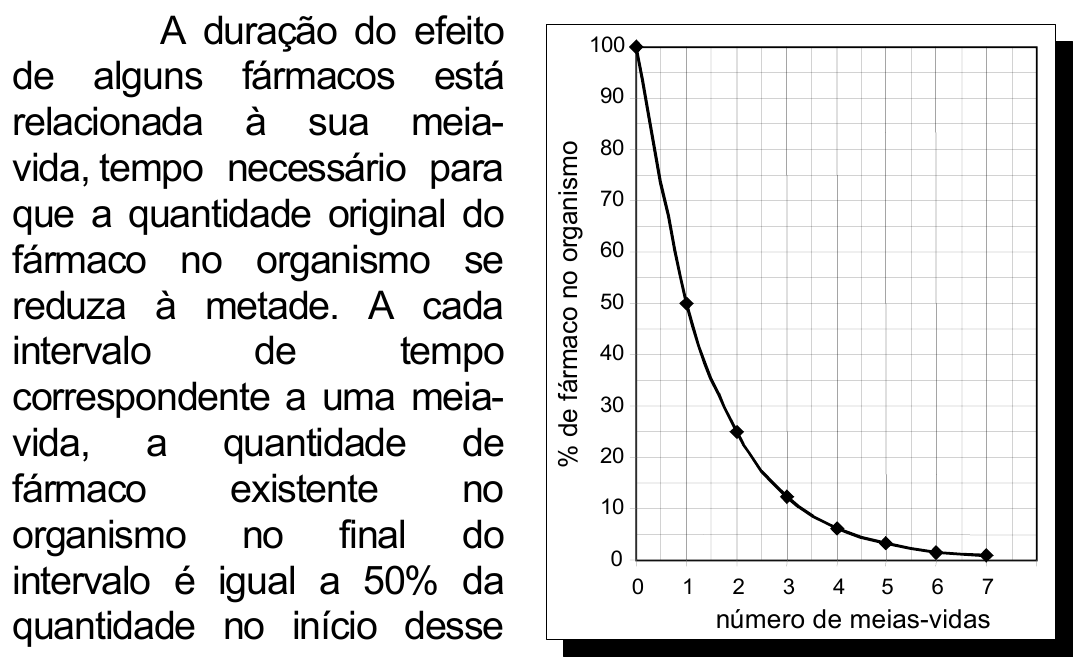 A duração do efeito
de alguns fármacos está
relacionada à sua meia-
vida, tempo necessário para
que a quantidade original do
fármaco no organismo se
reduza à metade. A cada
intervalo de tempo
correspondente a uma meia-
vida, a quantidade de
fármaco existente no
organismo no final do
intervalo é igual a 50% da
quantidade no início desse
% de fármaco no organismo
100
90
80
70
60
50
40
30
20
10
0
0 1 2 3 4 5 6 7
número de meias-vidas